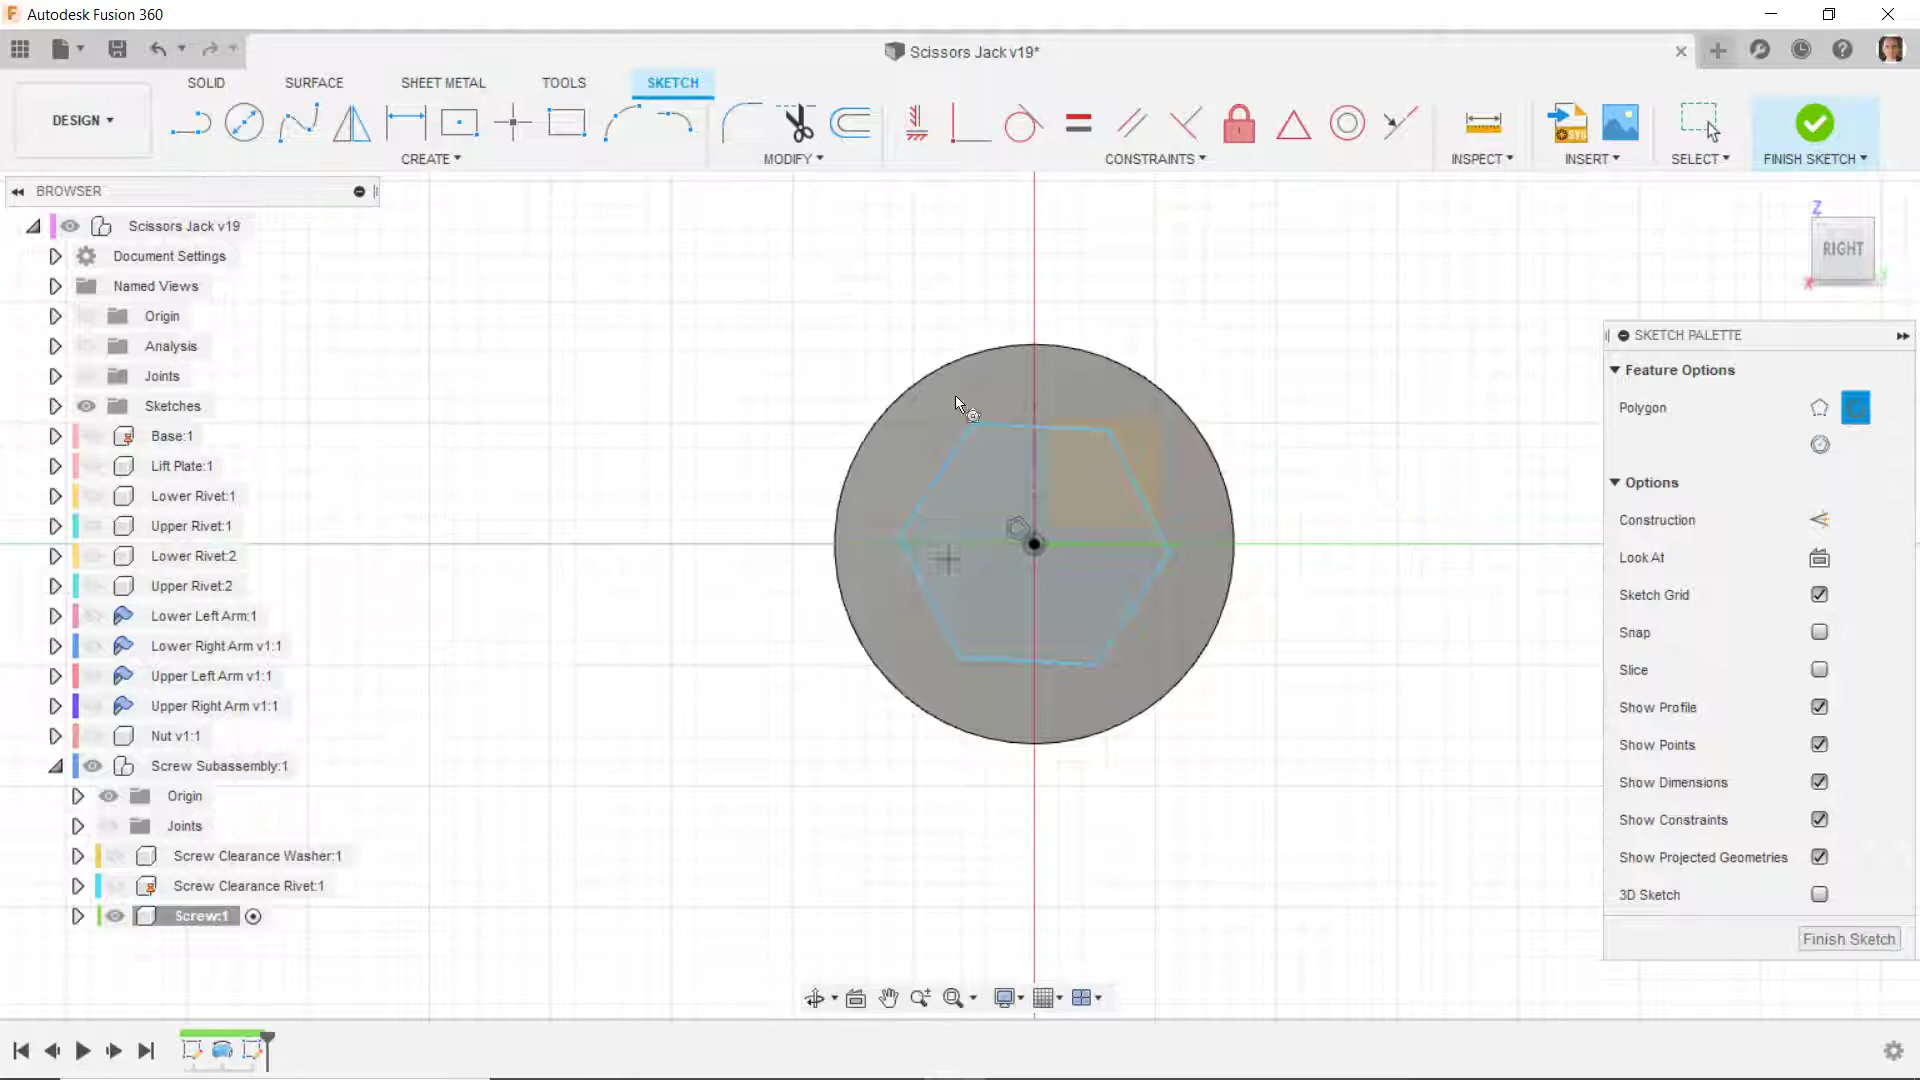 Autodesk Fusion 360
Scissors Jack v19*
SOLID
SURFACE
SHEET METAL
TOOLS
SKETCH
DESIGN
CREATE
MODIFY
CONSTRAINTS
INSPECT
INSERT
SELECT
FINISH SKETCH
BROWSER
Scissors Jack v19
Document Settings
Named Views
Origin
Analysis
Joints
Sketches
Base:1
Lift Plate:1
Lower Rivet:1
Upper Rivet:1
Lower Rivet:2
Upper Rivet:2
Lower Left Arm:1
Lower Right Arm v1:1
Upper Left Arm v1:1
Upper Right Arm v1:1
Nut v1:1
Screw Subassembly:1
Origin
Joints
Screw Clearance Washer:1
Screw Clearance Rivet:1
Screw:1
Z
RIGHT
X
SKETCH PALETTE
Feature Options
Polygon
Options
Construction
Look At
Sketch Grid
Snap
Slice
Show Profile
Show Points
Show Dimensions
Show Constraints
Show Projected Geometries
3D Sketch
Finish Sketch